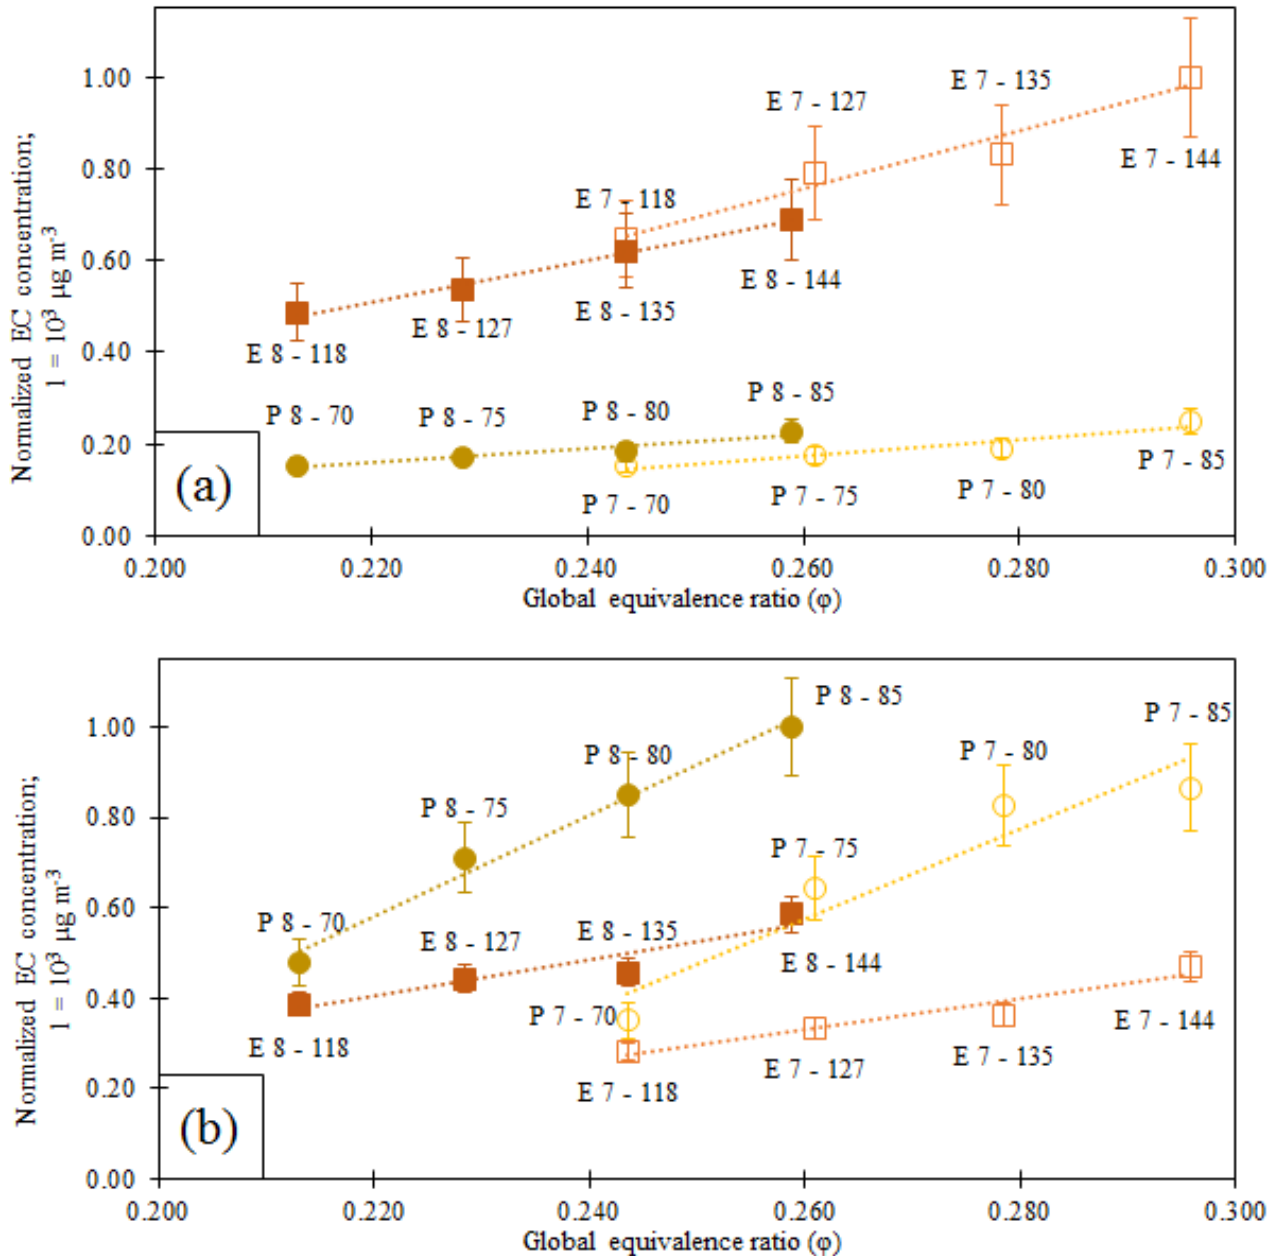 1.00
0.80
0.60
0.40
0.20
0.00
Normalized EC concentration;
1 = 10³ µg m⁻³
E 7 - 135
E 7 - 127
E 7 - 144
E 7 - 118
E 8 - 144
E 8 - 135
E 8 - 127
E 8 - 118
P 8 - 85
P 8 - 80
P 8 - 70
P 8 - 75
P 7 - 85
P 7 - 80
P 7 - 75
P 7 - 70
(a)
0.200 0.220 0.240 0.260 0.280 0.300
Global equivalence ratio (φ)
1.00
0.80
0.60
0.40
0.20
0.00
Normalized EC concentration;
1 = 10³ µg m⁻³
P 8 - 85
P 7 - 85
P 8 - 80
P 7 - 80
P 8 - 75
P 7 - 75
P 8 - 70
E 8 - 135
E 8 - 127
E 8 - 144
P 7 - 70
E 7 - 144
E 8 - 118
E 7 - 135
E 7 - 127
E 7 - 118
(b)
0.200 0.220 0.240 0.260 0.280 0.300
Global equivalence ratio (φ)